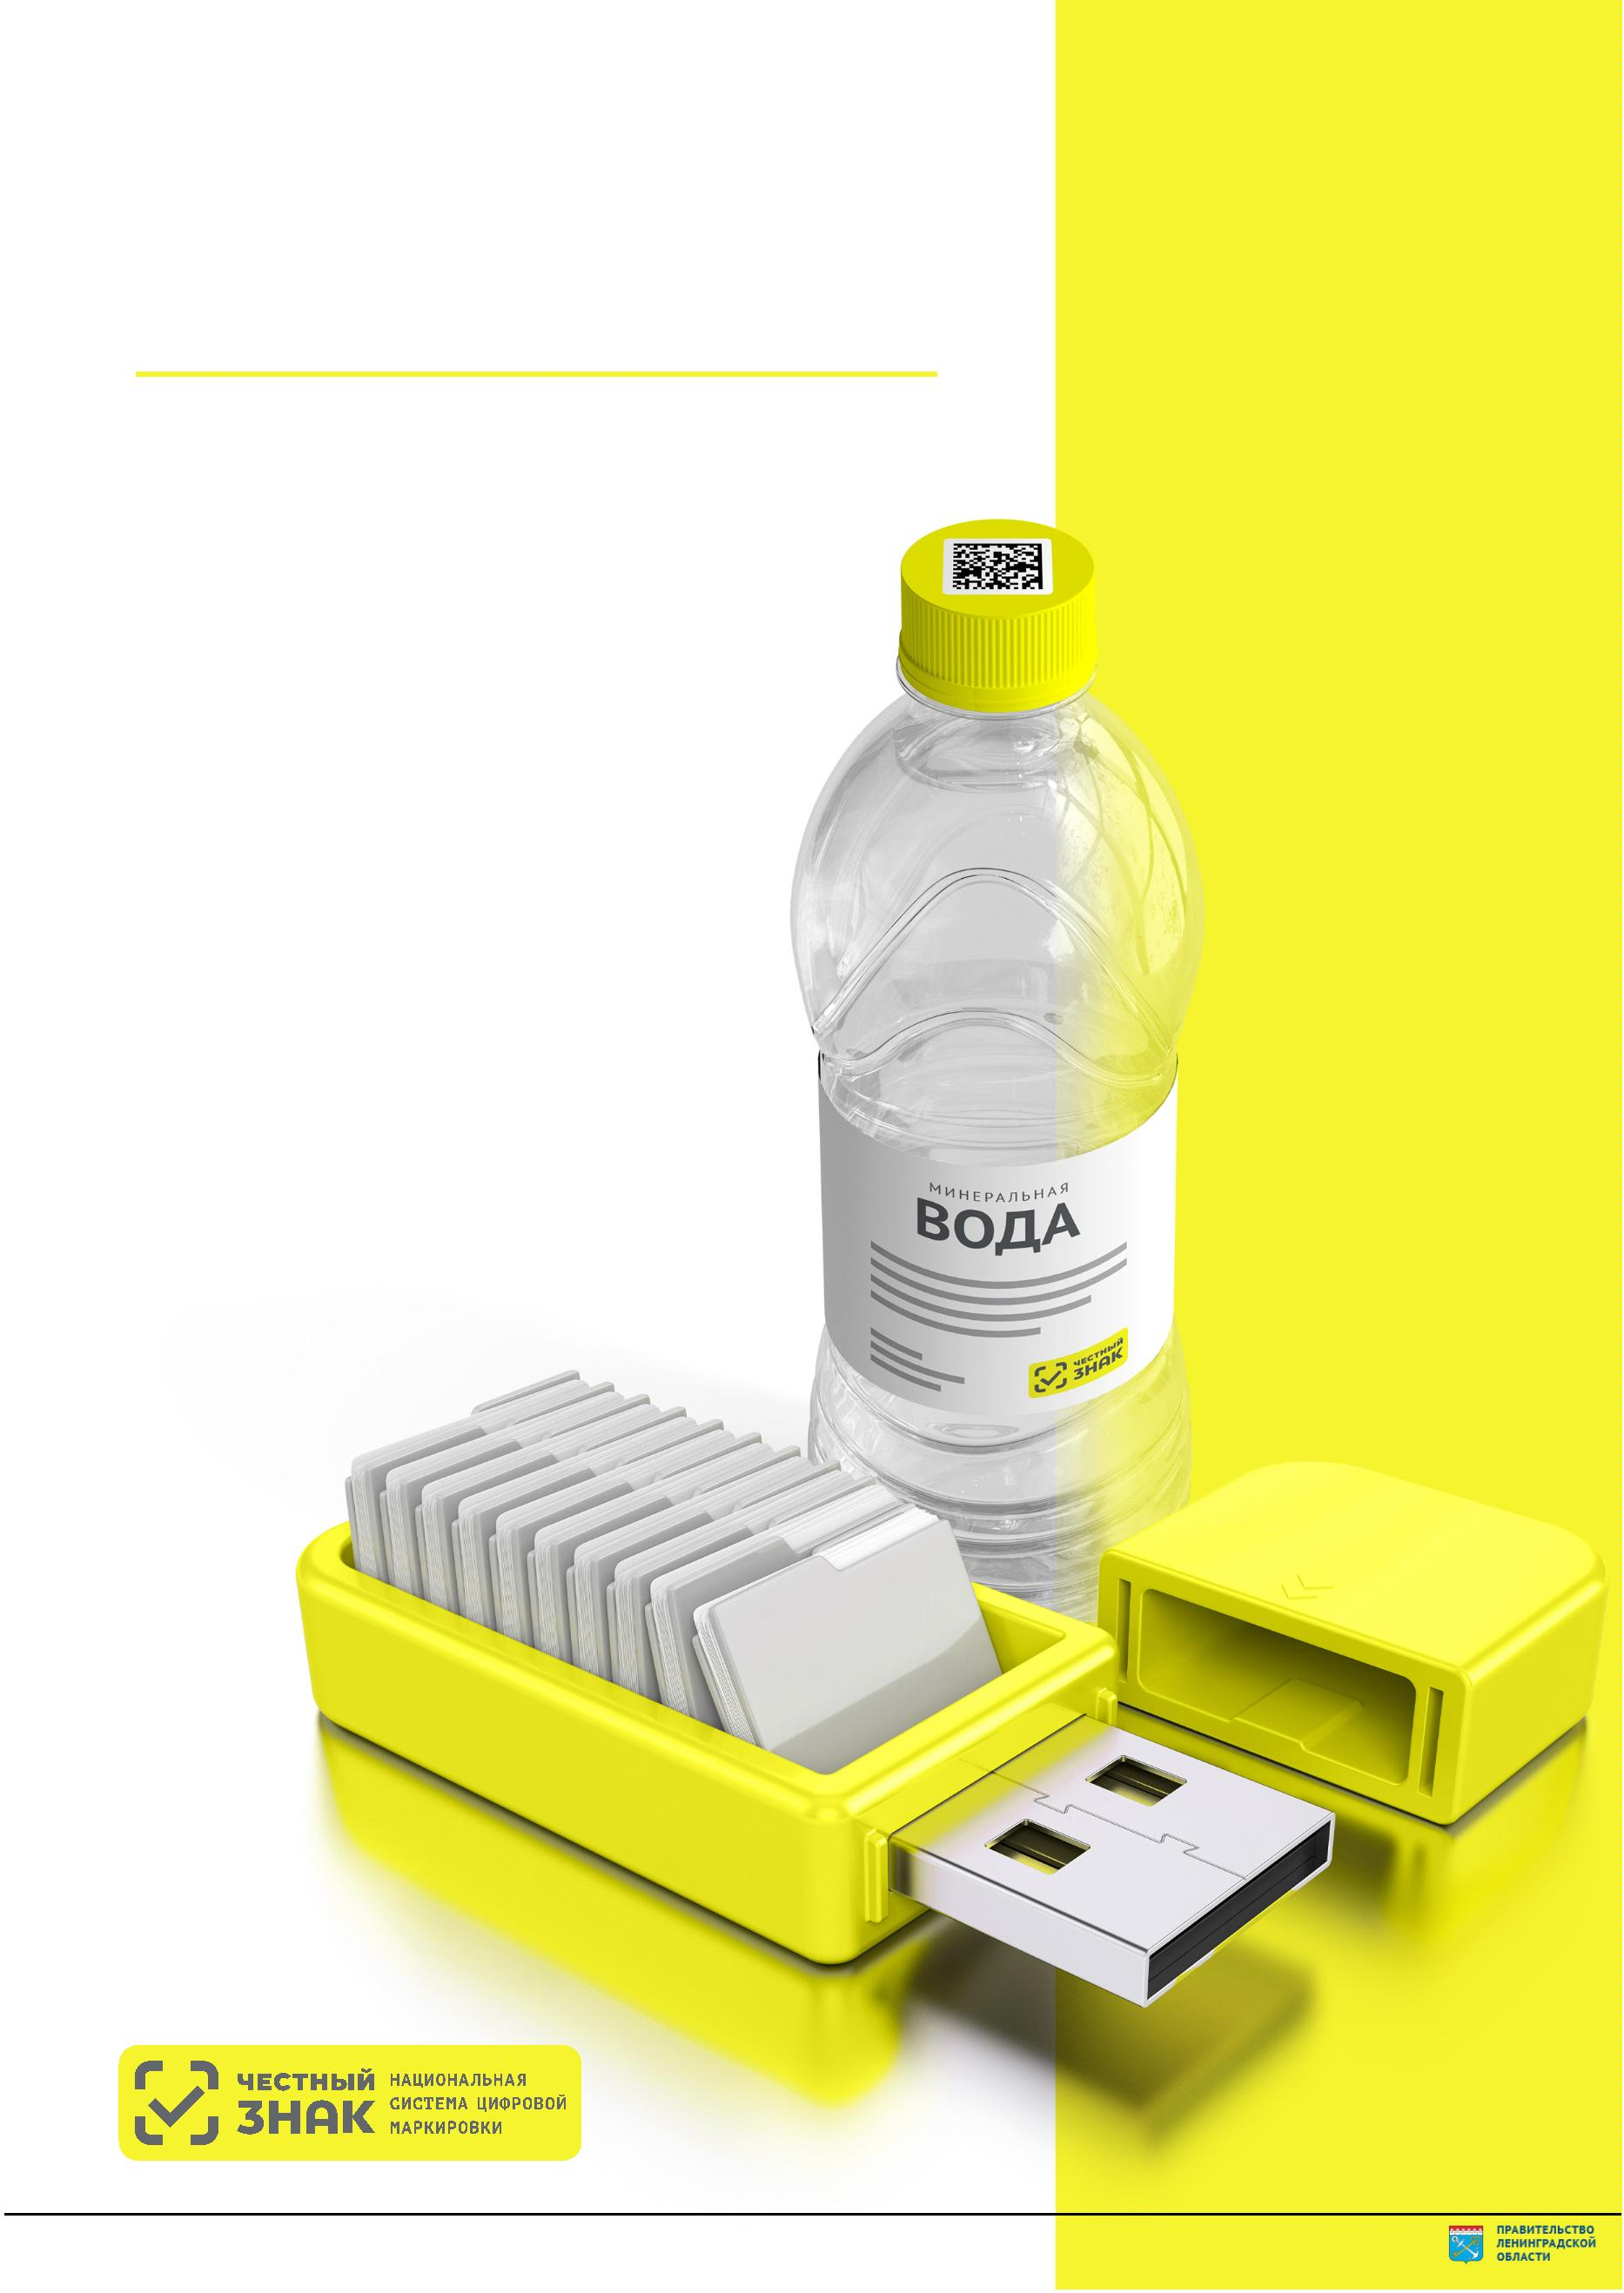 МИНЕРАЛЬНАЯ
ВОДА
ЧЕСТНЫЙ
ЗНАК
ЧЕСТНЫЙ
ЗНАК
НАЦИОНАЛЬНАЯ
СИСТЕМА ЦИФРОВОЙ
МАРКИРОВКИ
ПРАВИТЕЛЬСТВО
ЛЕНИНГРАДСКОЙ
ОБЛАСТИ